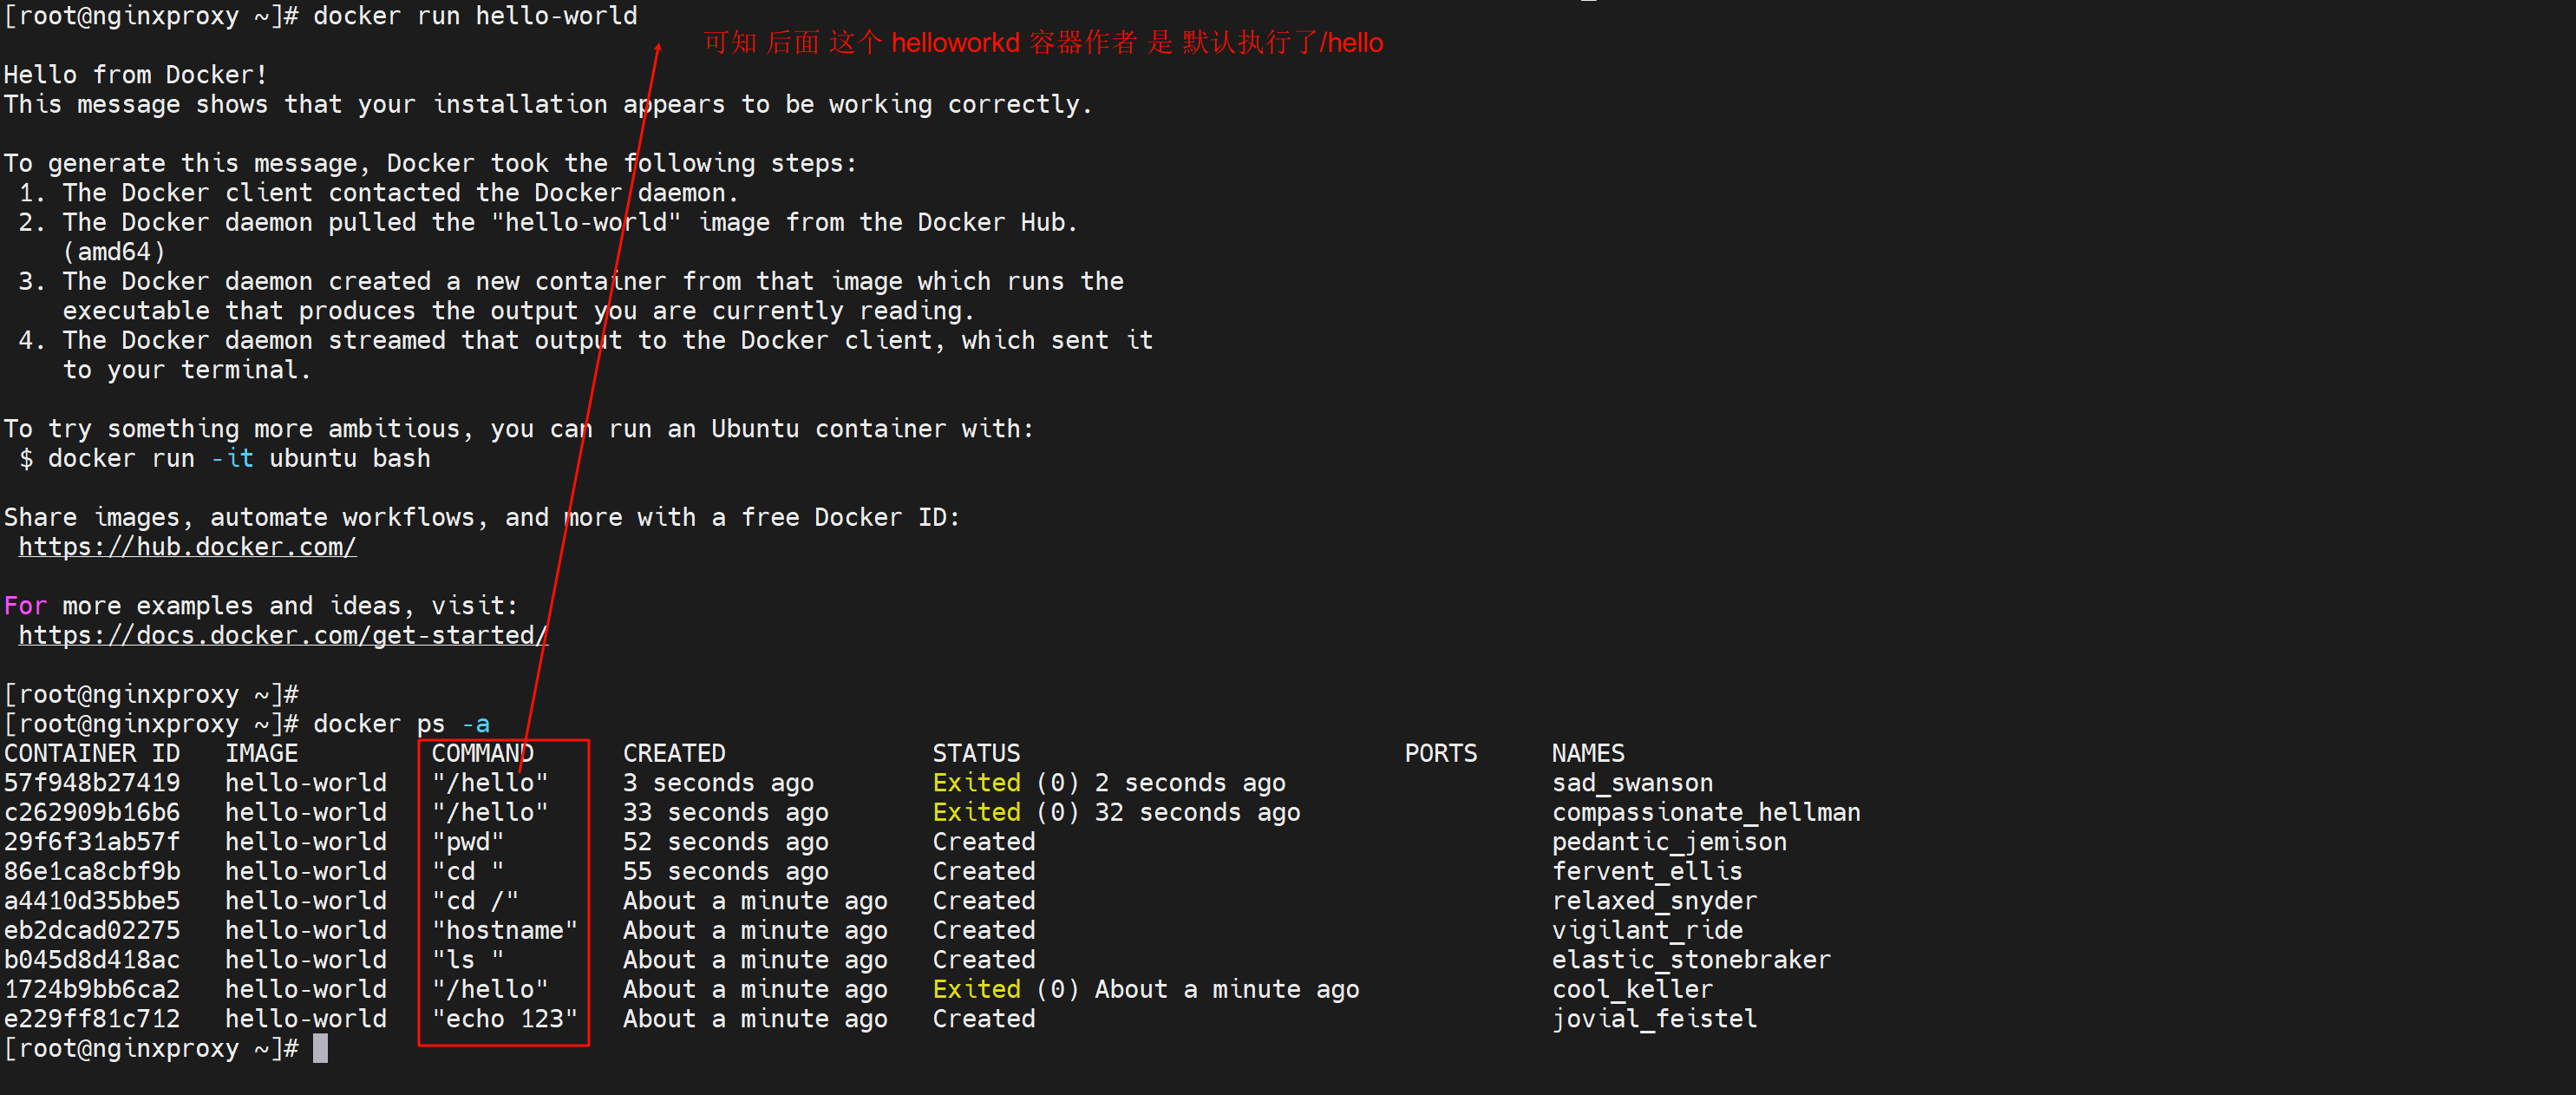 [root@nginxproxy ~]# docker run hello-world
可知 后面 这个 helloworkd 容器作者 是 默认执行了/hello
Hello from Docker!
This message shows that your installation appears to be working correctly.
To generate this message, Docker took the following steps:
1. The Docker client contacted the Docker daemon.
2. The Docker daemon pulled the "hello-world" image from the Docker Hub.
(amd64)
3. The Docker daemon created a new container from that image which runs the
executable that produces the output you are currently reading.
4. The Docker daemon streamed that output to the Docker client, which sent it
to your terminal.
To try something more ambitious, you can run an Ubuntu container with:
$ docker run -it ubuntu bash
Share images, automate workflows, and more with a free Docker ID:
https://hub.docker.com/
For more examples and ideas, visit:
https://docs.docker.com/get-started/
[root@nginxproxy ~]#
[root@nginxproxy ~]# docker ps -a
CONTAINER ID   IMAGE         COMMAND      CREATED              STATUS                          PORTS     NAMES
57f948b27419   hello-world   "/hello"     3 seconds ago        Exited (0) 2 seconds ago                  sad_swanson
c262909b16b6   hello-world   "/hello"     33 seconds ago       Exited (0) 32 seconds ago                 compassionate_hellman
29f6f31ab57f   hello-world   "pwd"        52 seconds ago       Created                                   pedantic_jemison
86e1ca8cbf9b   hello-world   "cd "        55 seconds ago       Created                                   fervent_ellis
a4410d35bbe5   hello-world   "cd /"       About a minute ago   Created                                   relaxed_snyder
eb2dcad02275   hello-world   "hostname"   About a minute ago   Created                                   vigilant_ride
b045d8d418ac   hello-world   "ls "        About a minute ago   Created                                   elastic_stonebraker
1724b9bb6ca2   hello-world   "/hello"     About a minute ago   Exited (0) About a minute ago             cool_keller
e229ff81c712   hello-world   "echo 123"   About a minute ago   Created                                   jovial_feistel
[root@nginxproxy ~]#